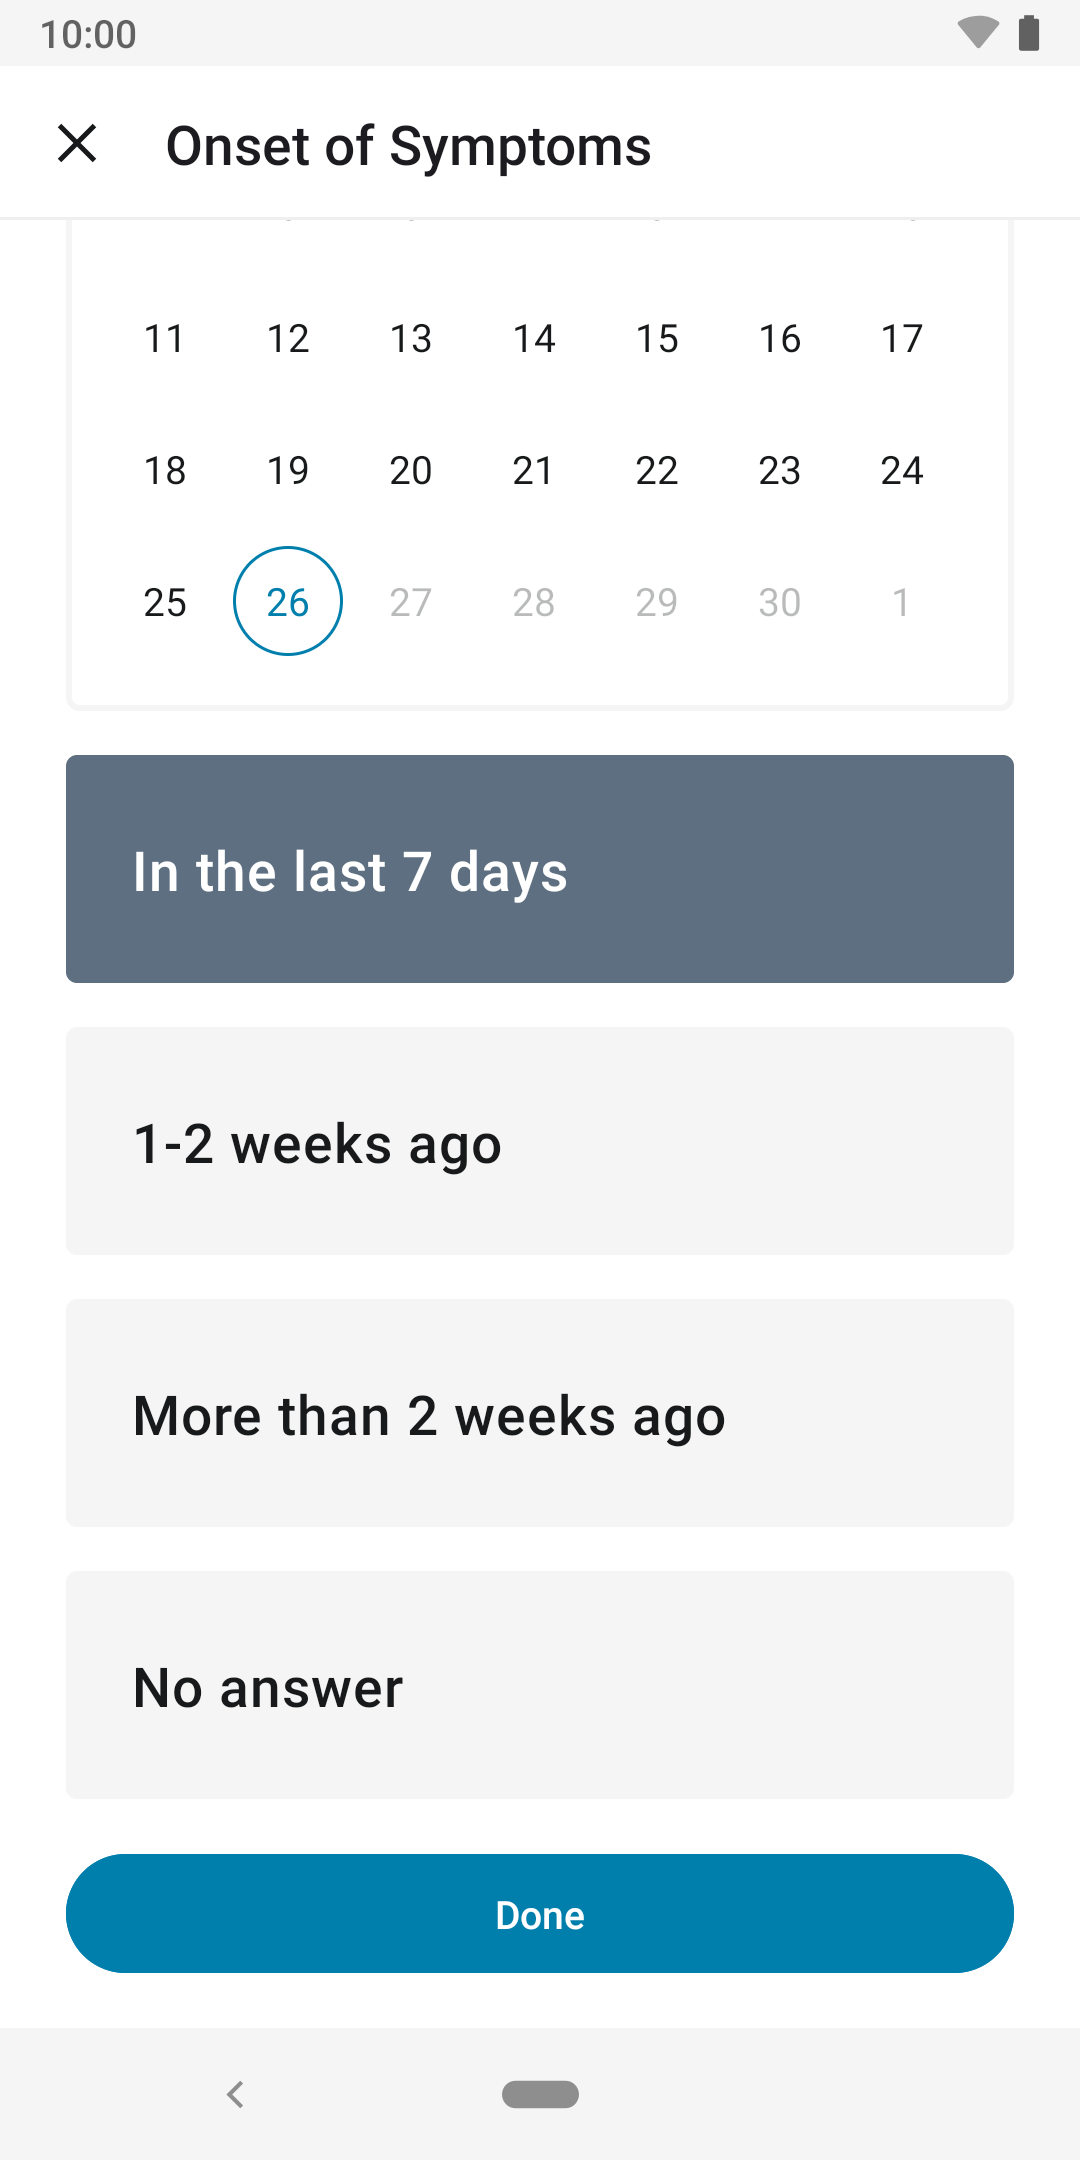 10:00
Onset of Symptoms
11 12 13 14 15 16 17
18 19 20 21 22 23 24
25 26 27 28 29 30 1
In the last 7 days
1-2 weeks ago
More than 2 weeks ago
No answer
Done